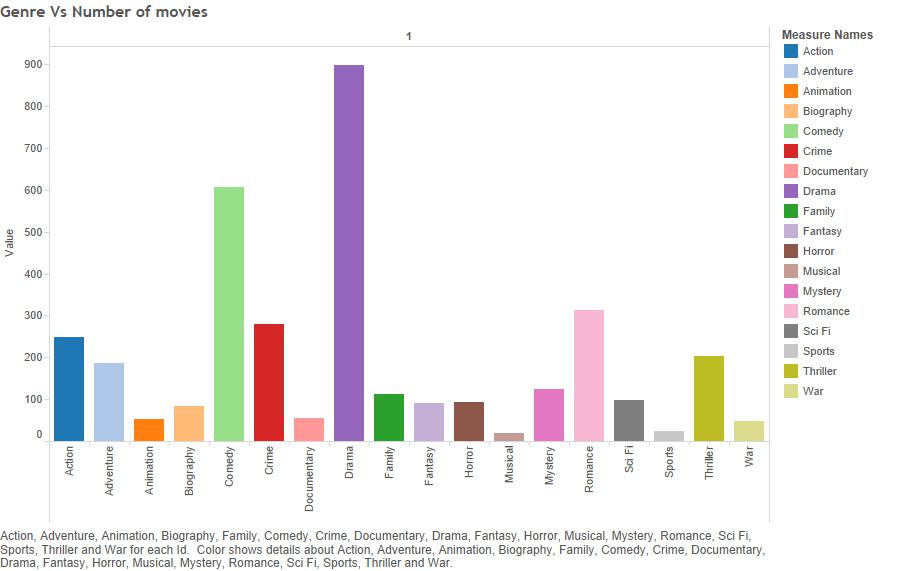 Genre Vs Number of movies
1
Measure Names
Action
Adventure
Animation
Biography
Comedy
Crime
Documentary
Drama
Family
Fantasy
Horror
Musical
Mystery
Romance
Sci Fi
Sports
Thriller
War
Value
900
800
700
600
500
400
300
200
100
0
Action
Adventure
Animation
Biography
Comedy
Crime
Documentary
Drama
Family
Fantasy
Horror
Musical
Mystery
Romance
Sci Fi
Sports
Thriller
War
Action, Adventure, Animation, Biography, Family, Comedy, Crime, Documentary, Drama, Fantasy, Horror, Musical, Mystery, Romance, Sci Fi,
Sports, Thriller and War for each Id.  Color shows details about Action, Adventure, Animation, Biography, Family, Comedy, Crime, Documentary,
Drama, Fantasy, Horror, Musical, Mystery, Romance, Sci Fi, Sports, Thriller and War.